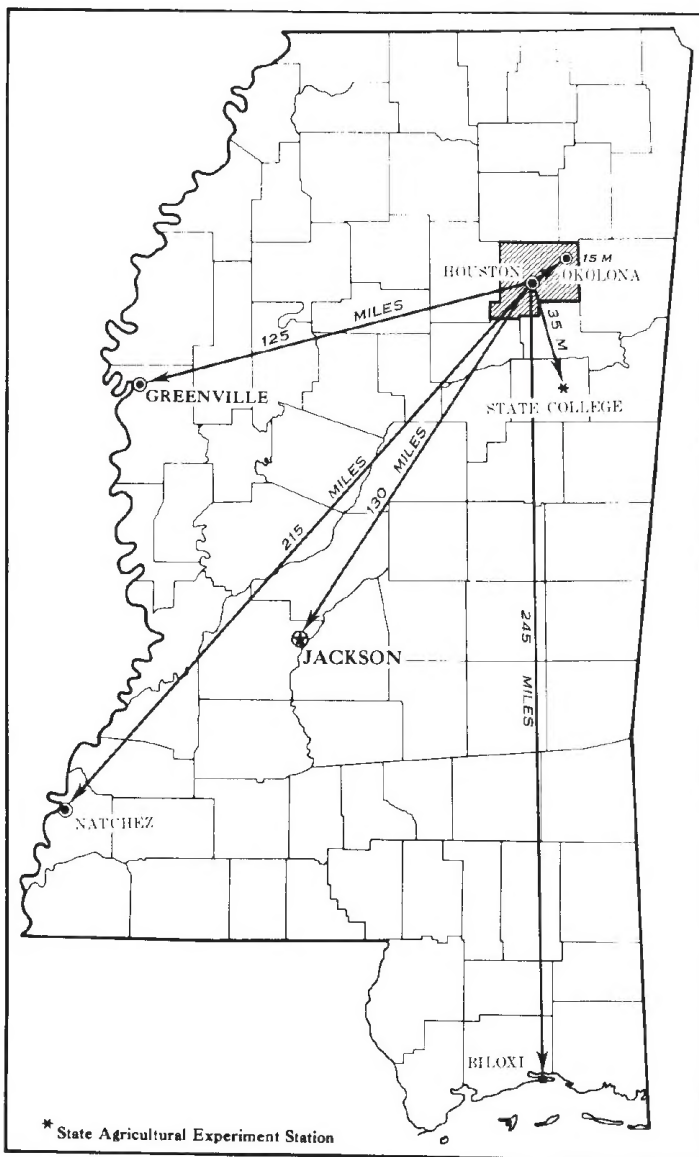 HOUSTON
15 M
OKOLONA
125 MILES
35 M
GREENVILLE
STATE COLLEGE
215 MILES
130 MILES
245 MILES
JACKSON
NATCHEZ
BILOXI
* State Agricultural Experiment Station